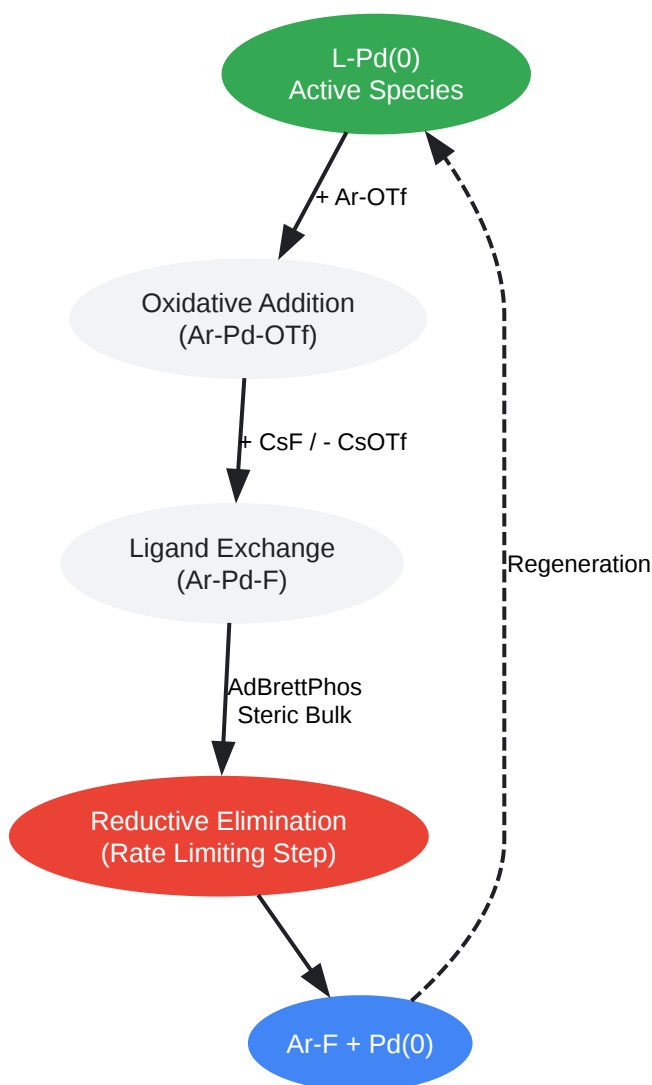 L-Pd(0)
Active Species
+ Ar-OTf
Oxidative Addition
(Ar-Pd-OTf)
+ CsF / - CsOTf
Ligand Exchange
(Ar-Pd-F)
Regeneration
AdBrettPhos
Steric Bulk
Reductive Elimination
(Rate Limiting Step)
Ar-F + Pd(0)